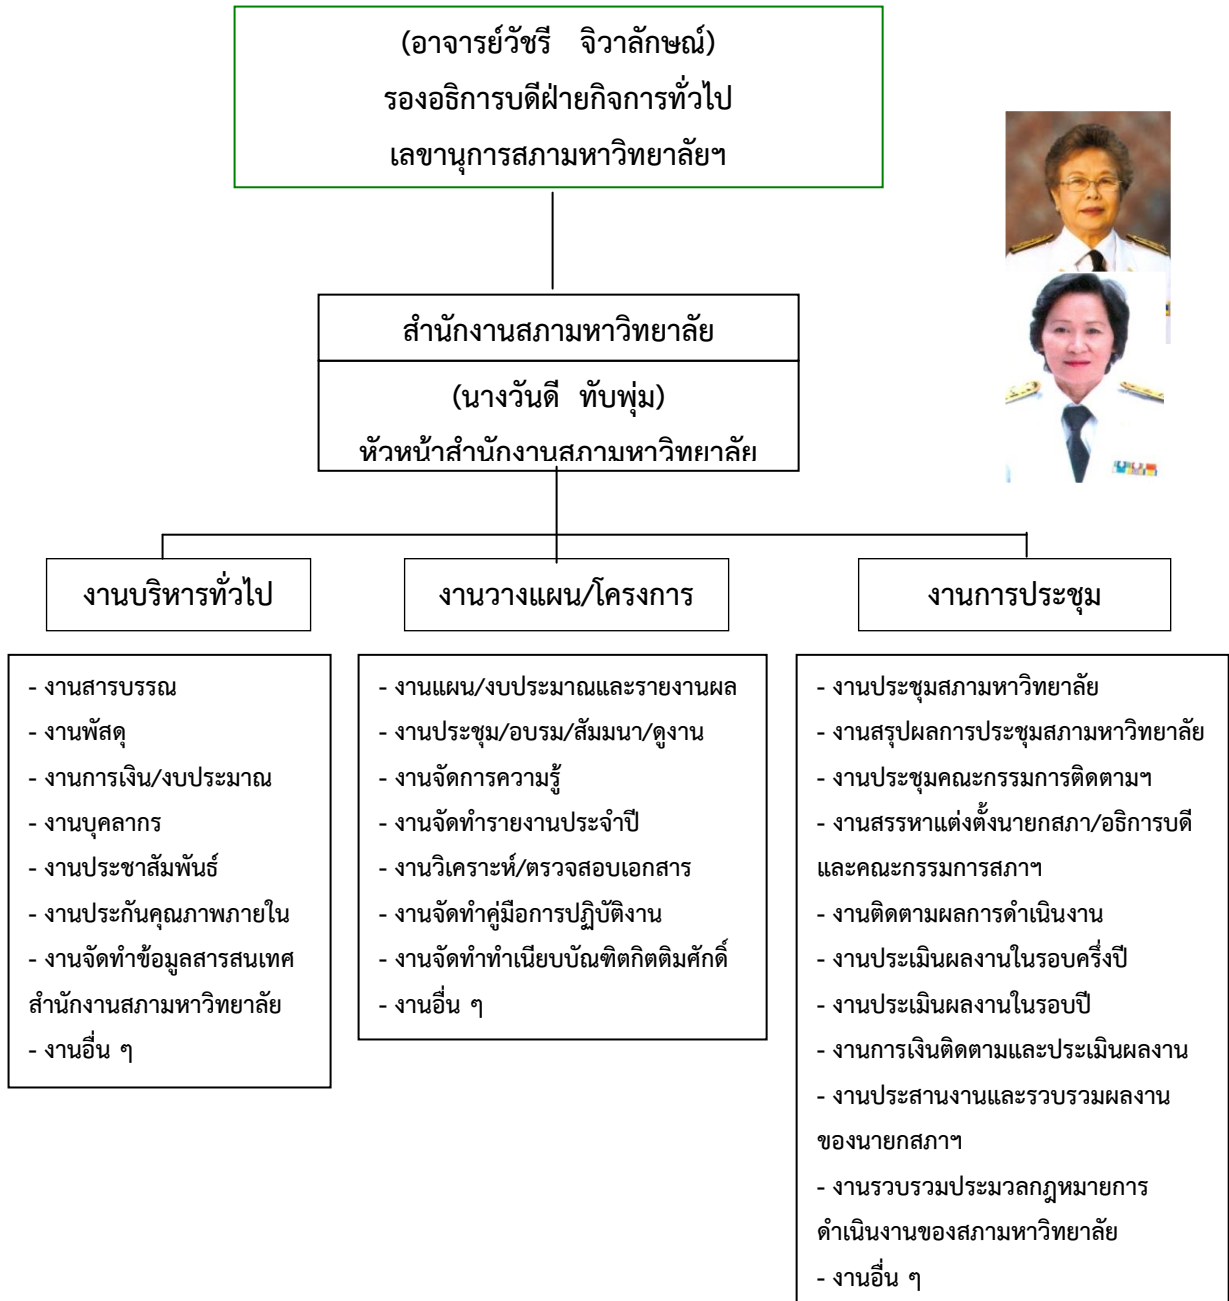 (อาจารย์วัชรี จิวาลักษณ์)
รองอธิการบดีฝ่ายกิจการทั่วไป
เลขานุการสภามหาวิทยาลัยฯ
สำนักงานสภามหาวิทยาลัย
(นางวันดี ทับพุ่ม)
หัวหน้าสำนักงานสภามหาวิทยาลัย
งานบริหารทั่วไป
- งานสารบรรณ
- งานพัสดุ
- งานการเงิน/งบประมาณ
- งานบุคลากร
- งานประชาสัมพันธ์
- งานประกันคุณภาพภายใน
- งานจัดทำข้อมูลสารสนเทศ
สำนักงานสภามหาวิทยาลัย
- งานอื่น ๆ
งานวางแผน/โครงการ
- งานแผน/งบประมาณและรายงานผล
- งานประชุม/อบรม/สัมมนา/ดูงาน
- งานจัดการความรู้
- งานจัดทำรายงานประจำปี
- งานวิเคราะห์/ตรวจสอบเอกสาร
- งานจัดทำคู่มือการปฏิบัติงาน
- งานจัดทำทำเนียบบัณฑิตกิตติมศักดิ์
- งานอื่น ๆ
งานการประชุม
- งานประชุมสภามหาวิทยาลัย
- งานสรุปผลการประชุมสภามหาวิทยาลัย
- งานประชุมคณะกรรมการติดตามฯ
- งานสรรหาแต่งตั้งนายกสภา/อธิการบดี
และคณะกรรมการสภาฯ
- งานติดตามผลการดำเนินงาน
- งานประเมินผลงานในรอบครึ่งปี
- งานประเมินผลงานในรอบปี
- งานการเงินติดตามและประเมินผลงาน
- งานประสานงานและรวบรวมผลงาน
ของนายกสภาฯ
- งานรวบรวมประมวลกฎหมายการ
ดำเนินงานของสภามหาวิทยาลัย
- งานอื่น ๆ